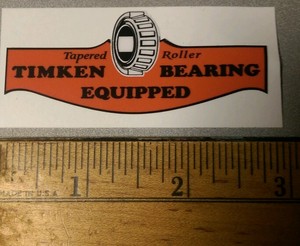 Tapered Roller
TIMKEN BEARING
EQUIPPED
1 2 3
MADE IN U.S.A.